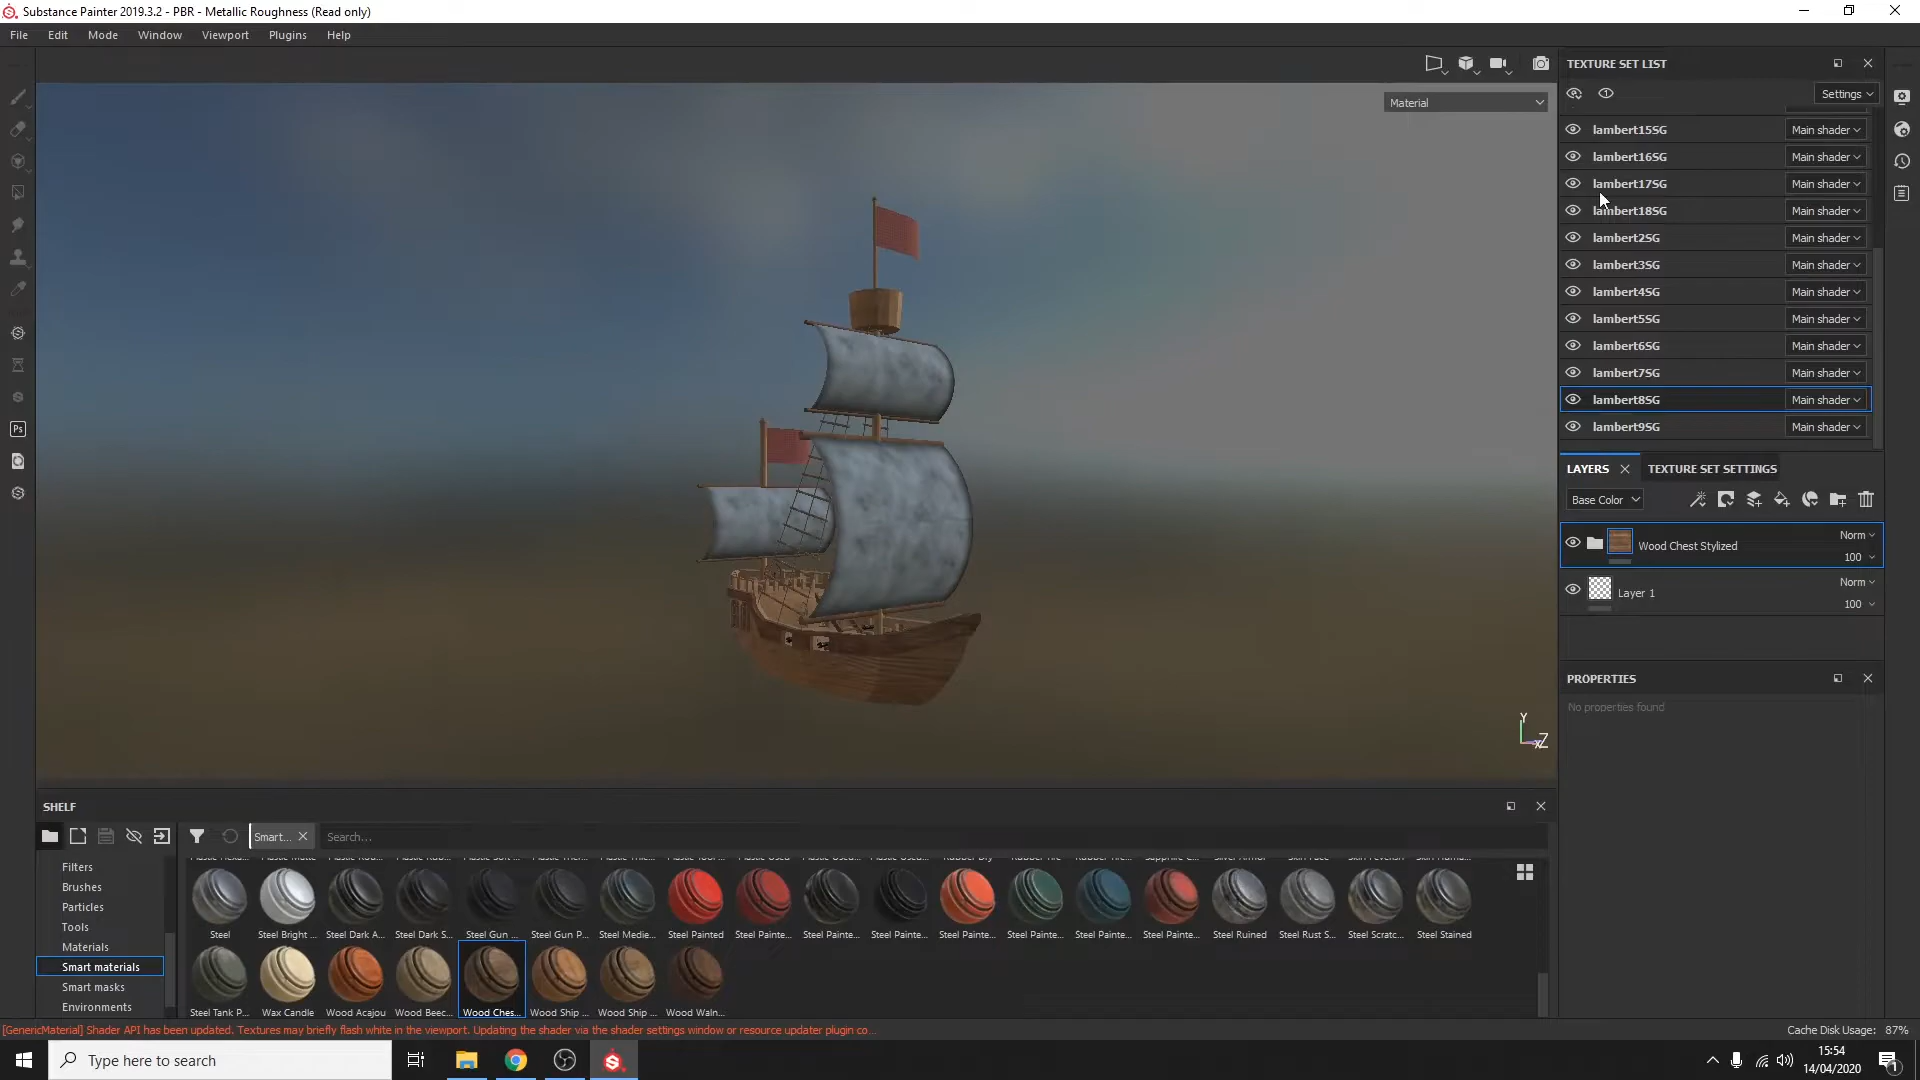 Substance Painter 2019.3.2 - PBR - Metallic Roughness (Read only)
File Edit Mode Window Viewport Plugins Help
Material
TEXTURE SET LIST
Settings
lambert15SG Main shader
lambert16SG Main shader
lambert17SG Main shader
lambert18SG Main shader
lambert2SG Main shader
lambert3SG Main shader
lambert4SG Main shader
lambert5SG Main shader
lambert6SG Main shader
lambert7SG Main shader
lambert8SG Main shader
lambert9SG Main shader
LAYERS TEXTURE SET SETTINGS
Base Color
Wood Chest Stylized Norm
100
Layer 1 Norm
100
PROPERTIES
No properties found
Y
Z
Ps
SHELF
Smart... Search...
Filters
Brushes
Particles
Tools
Materials
Smart materials
Smart masks
Environments
Steel Steel Bright ... Steel Dark A... Steel Dark S... Steel Gun ... Steel Gun P... Steel Medie... Steel Painted Steel Painte... Steel Painte... Steel Painte... Steel Painte... Steel Painte... Steel Painte... Steel Painte... Steel Ruined Steel Rust S... Steel Scratc... Steel Stained
Steel Tank P... Wax Candle Wood Acajou Wood Beec... Wood Ches... Wood Ship ... Wood Ship ... Wood Waln...
[GenericMaterial] Shader API has been updated. Textures may briefly flash white in the viewport. Updating the shader via the shader settings window or resource updater plugin co...
Cache Disk Usage: 87%
Type here to search
15:54
14/04/2020
1